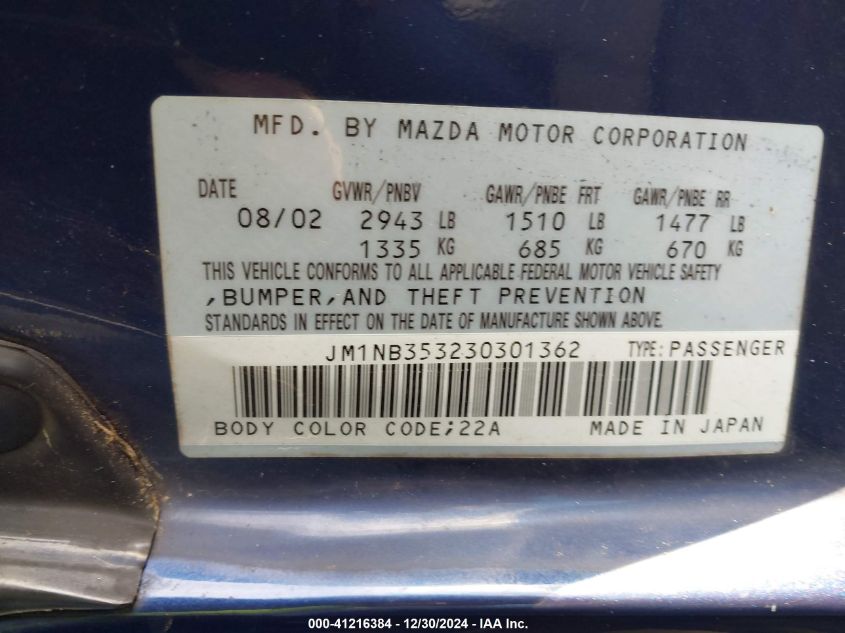 MFD. BY MAZDA MOTOR CORPORATION
DATE GVWR/PNBV GAWR/PNBE FRT GAWR/PNBE RR
08/02 2943 LB 1510 LB 1477 LB
1335 KG 685 KG 670 KG
THIS VEHICLE CONFORMS TO ALL APPLICABLE FEDERAL MOTOR VEHICLE SAFETY
,BUMPER,AND THEFT PREVENTION
STANDARDS IN EFFECT ON THE DATE OF MANUFACTURE SHOWN ABOVE.
JM1NB353230301362 TYPE:PASSENGER
BODY COLOR CODE;22A MADE IN JAPAN
000-41216384 - 12/30/2024 - IAA Inc.